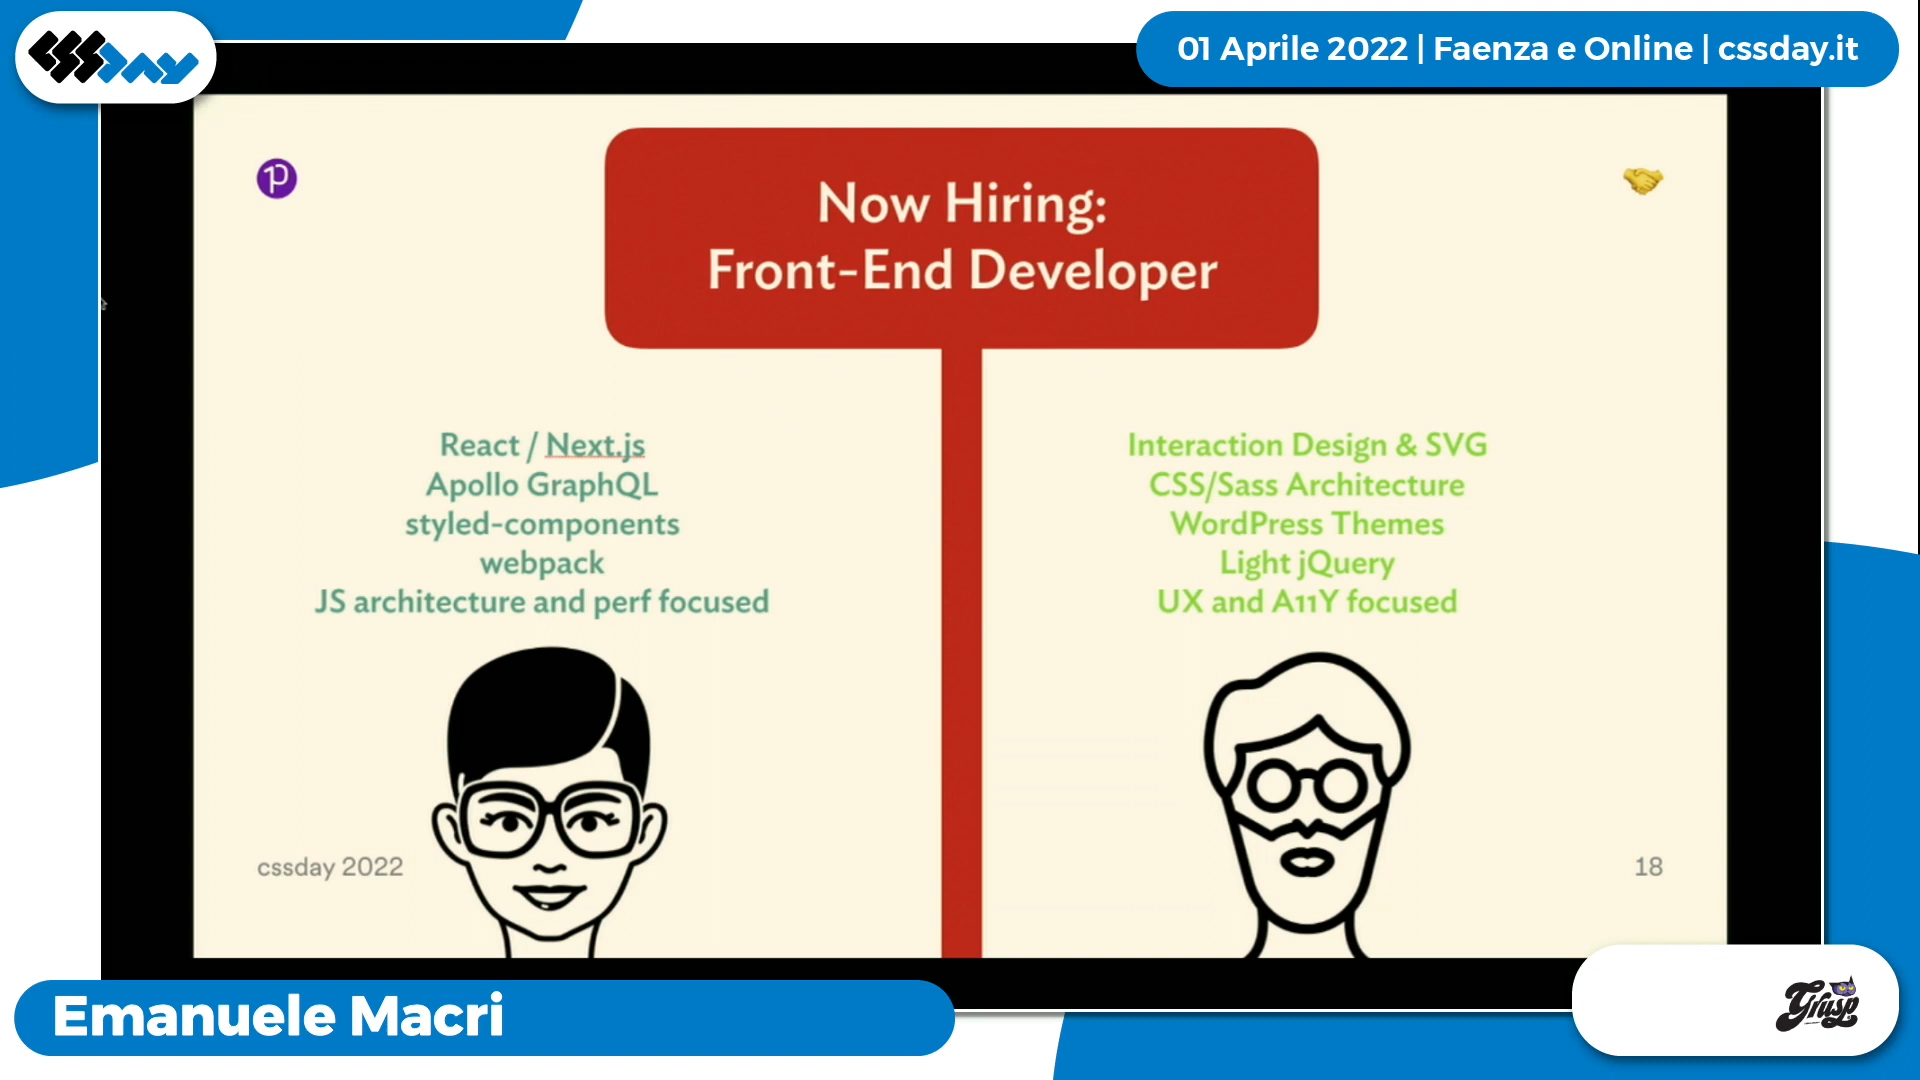 cssday
01 Aprile 2022 | Faenza e Online | cssday.it
Now Hiring:
Front-End Developer
React / Next.js
Apollo GraphQL
styled-components
webpack
JS architecture and perf focused
Interaction Design & SVG
CSS/Sass Architecture
WordPress Themes
Light jQuery
UX and A11Y focused
cssday 2022
18
Emanuele Macri
Grusp